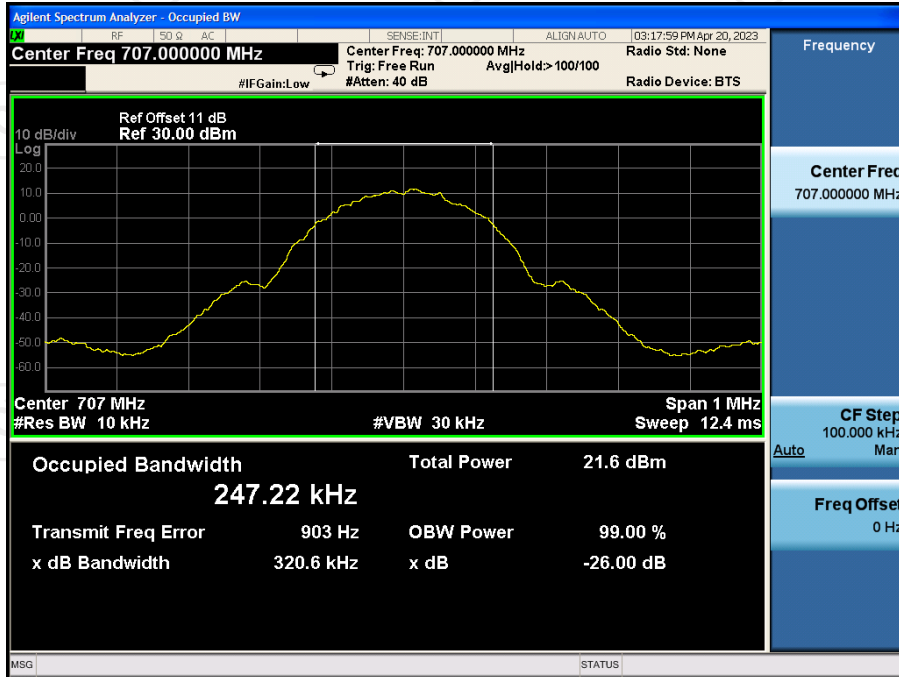 Agilent Spectrum Analyzer - Occupied BW
LXI RF 50 Ω AC SENSE:INT ALIGN AUTO 03:17:59 PM Apr 20, 2023
Center Freq 707.000000 MHz
Center Freq: 707.000000 MHz
Radio Std: None
Trig: Free Run Avg|Hold:>100/100
#IFGain:Low
#Atten: 40 dB
Radio Device: BTS
Ref Offset 11 dB
10 dB/div Ref 30.00 dBm
Log
20.0
10.0
0.00
-10.0
-20.0
-30.0
-40.0
-50.0
-60.0
Center 707 MHz Span 1 MHz
#Res BW 10 kHz #VBW 30 kHz Sweep 12.4 ms
Occupied Bandwidth Total Power 21.6 dBm
247.22 kHz
Transmit Freq Error 903 Hz OBW Power 99.00 %
x dB Bandwidth 320.6 kHz x dB -26.00 dB
MSG STATUS
Frequency
Center Freq
707.000000 MHz
CF Step
100.000 kHz
Auto Man
Freq Offset
0 Hz